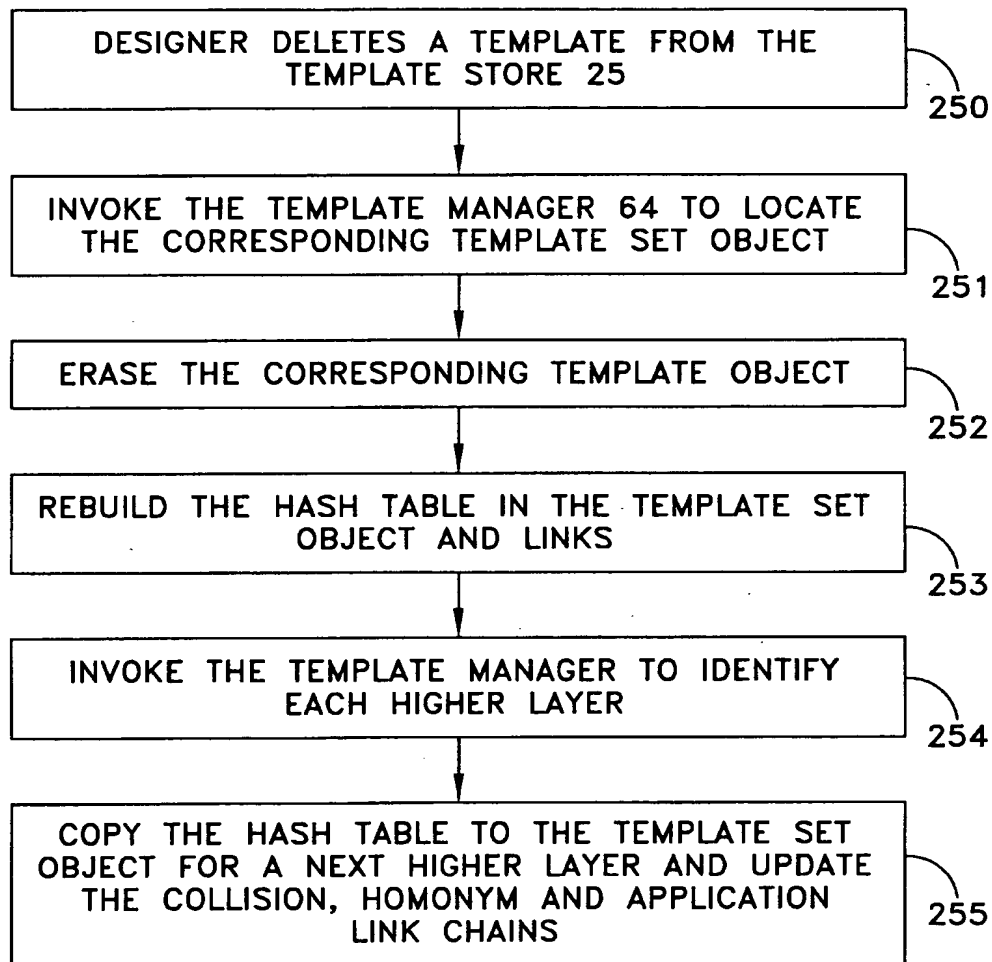 DESIGNER DELETES A TEMPLATE FROM THE
TEMPLATE STORE 25
250
INVOKE THE TEMPLATE MANAGER 64 TO LOCATE
THE CORRESPONDING TEMPLATE SET OBJECT
251
ERASE THE CORRESPONDING TEMPLATE OBJECT
252
REBUILD THE HASH TABLE IN THE TEMPLATE SET
OBJECT AND LINKS
253
INVOKE THE TEMPLATE MANAGER TO IDENTIFY
EACH HIGHER LAYER
254
COPY THE HASH TABLE TO THE TEMPLATE SET
OBJECT FOR A NEXT HIGHER LAYER AND UPDATE
THE COLLISION, HOMONYM AND APPLICATION
LINK CHAINS
255